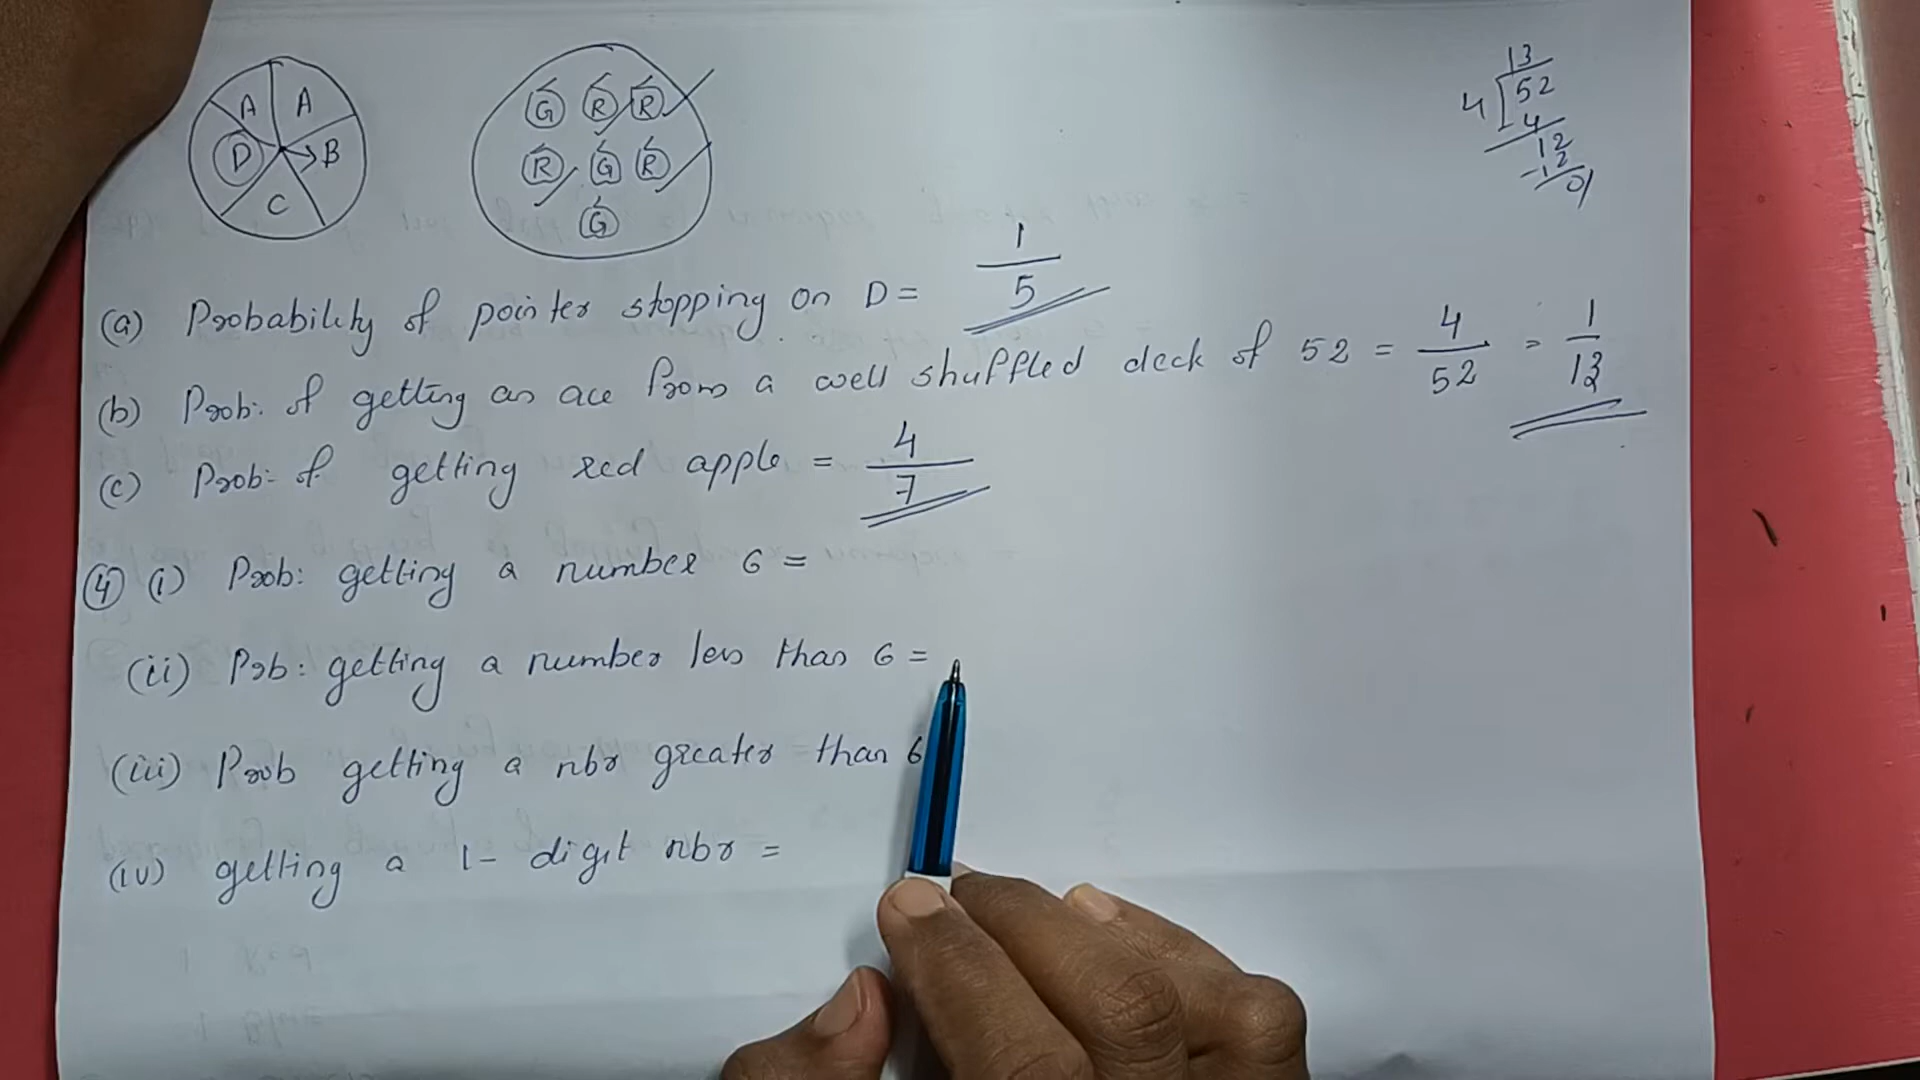 A A
D B
C
G R R
R G R
G
13
4 52
4
12
-12
0
(a) Probability of pointer stopping on D = 1/5
(b) Prob: of getting an ace from a well shuffled deck of 52 = 4/52 = 1/13
(c) Prob: of getting red apple = 4/7
④ (i) Prob: getting a number 6 =
(ii) Pob: getting a number less than 6 =
(iii) Prob getting a nbr greater than 6
(iv) getting a 1- digit nbr =